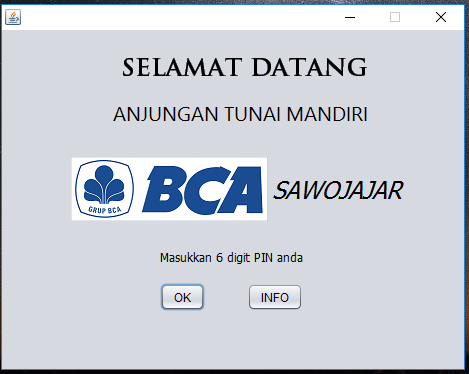 SELAMAT DATANG
ANJUNGAN TUNAI MANDIRI
GRUP BCA
BCA SAWOJAJAR
Masukkan 6 digit PIN anda
OK INFO